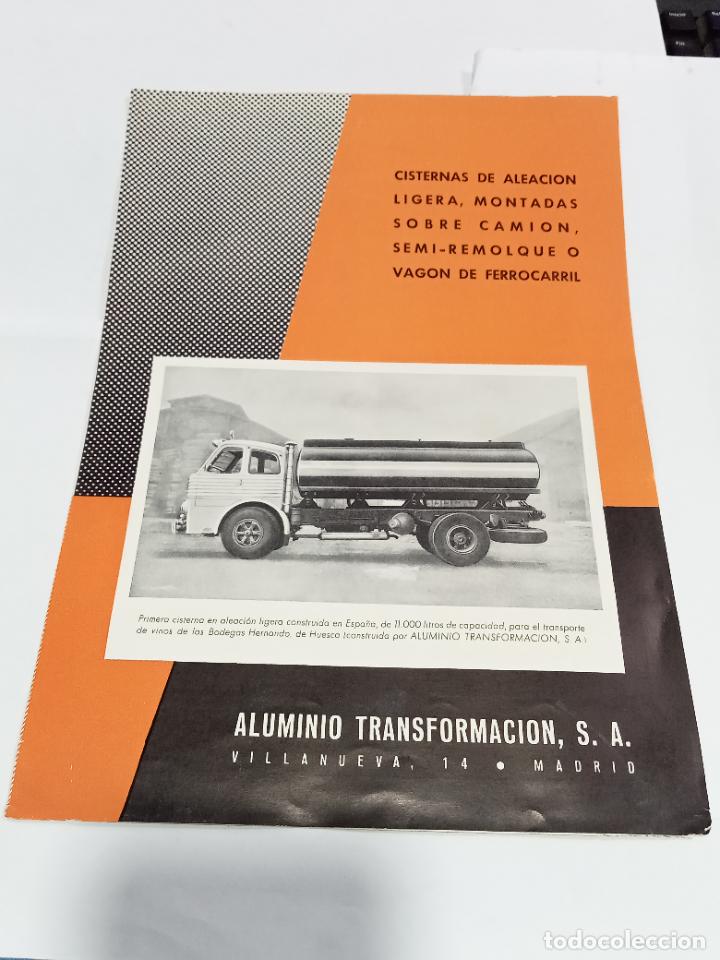 CISTERNAS DE ALEACION
LIGERA, MONTADAS
SOBRE CAMION,
SEMI-REMOLQUE O
VAGON DE FERROCARRIL
Primera cisterna en aleación ligera construida en España, de 11.000 litros de capacidad, para el transporte
de vinos de las Bodegas Hernando, de Huesca (construida por ALUMINIO TRANSFORMACION, S. A.)
ALUMINIO TRANSFORMACION, S. A.
VILLANUEVA, 14 • MADRID
todocoleccion